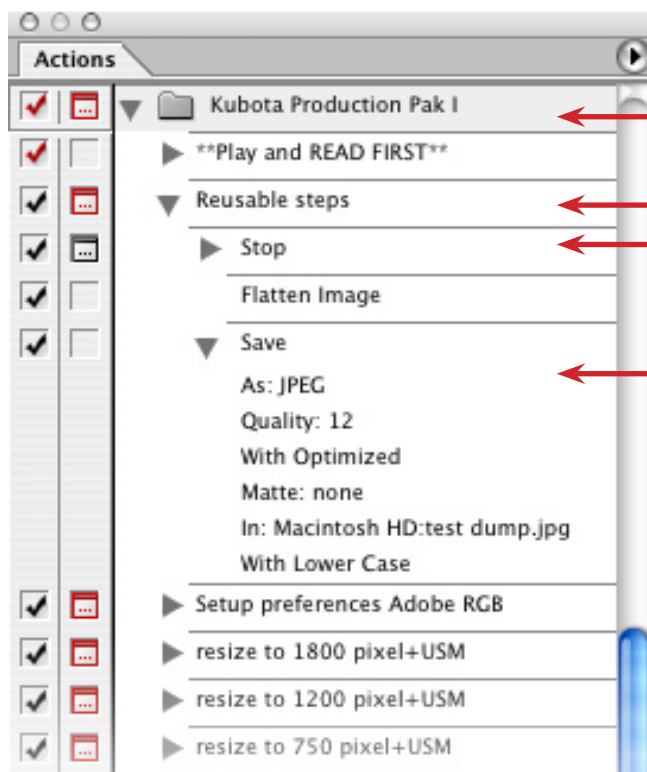 Actions
Kubota Production Pak I
**Play and READ FIRST**
Reusable steps
Stop
Flatten Image
Save
As: JPEG
Quality: 12
With Optimized
Matte: none
In: Macintosh HD:test dump.jpg
With Lower Case
Setup preferences Adobe RGB
resize to 1800 pixel+USM
resize to 1200 pixel+USM
resize to 750 pixel+USM